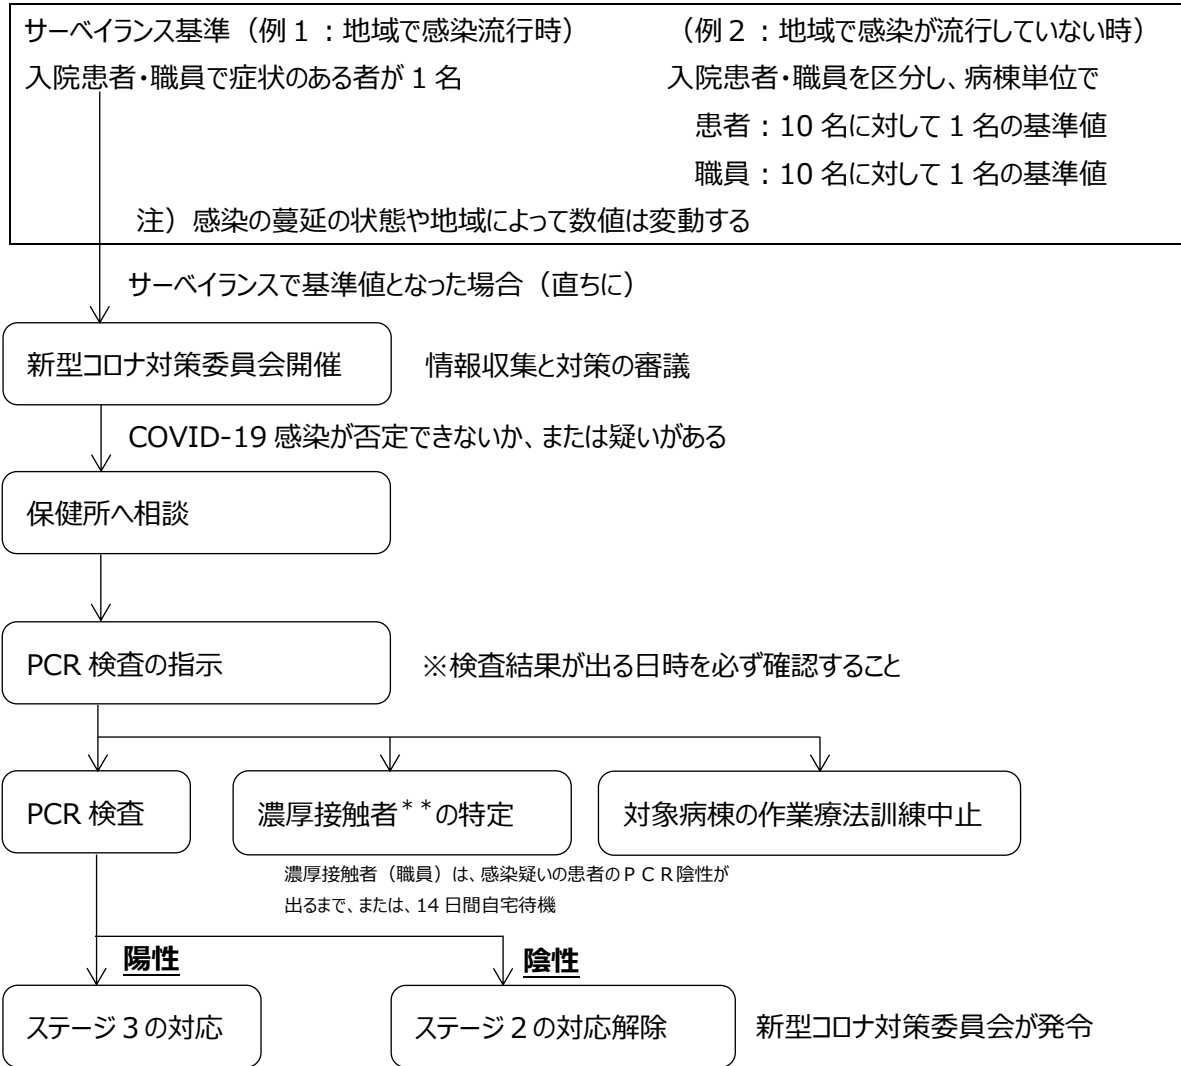 サーベイランス基準（例１：地域で感染流行時）　　　（例２：地域で感染が流行していない時）
入院患者・職員で症状のある者が 1 名　　　入院患者・職員を区分し、病棟単位で
患者：10 名に対して 1 名の基準値
職員：10 名に対して 1 名の基準値
注）感染の蔓延の状態や地域によって数値は変動する
サーベイランスで基準値となった場合（直ちに）
新型コロナ対策委員会開催　情報収集と対策の審議
COVID-19 感染が否定できないか、または疑いがある
保健所へ相談
PCR 検査の指示　※検査結果が出る日時を必ず確認すること
PCR 検査　濃厚接触者**の特定　対象病棟の作業療法訓練中止
濃厚接触者（職員）は、感染疑いの患者のＰＣＲ陰性が
出るまで、または、14 日間自宅待機
陽性　陰性
ステージ３の対応　ステージ２の対応解除　新型コロナ対策委員会が発令